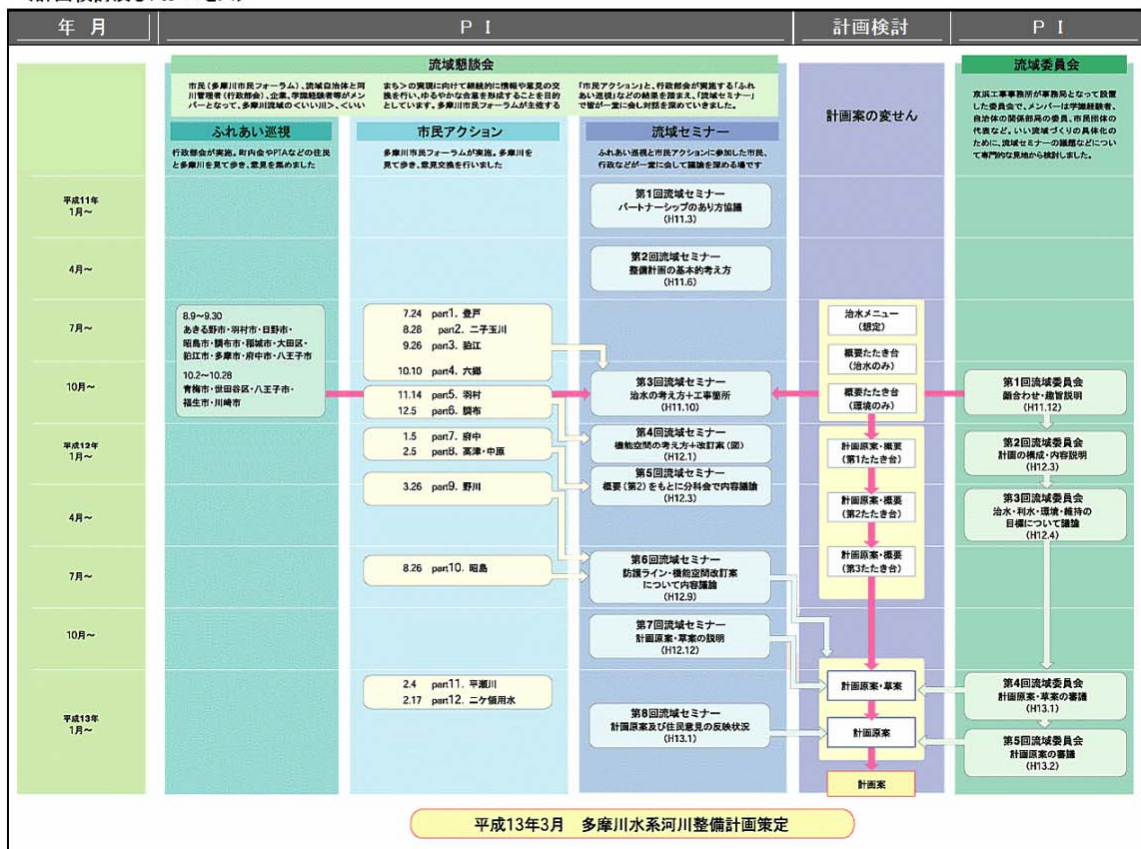 年 月
P I
計画検討
P I
流域懇談会
市民(多摩川市民フォーラム)、流域自治体と河
川管理者(行政部会)、企業、学識経験者等がメン
バーとなって、多摩川流域の<いい川>、<いい
まち>の実現に向けて継続的に情報や意見の交
換を行い、ゆるやかな合意を形成することを目的
としています。多摩川市民フォーラムが主催する
「市民アクション」と、行政部会が実施する「ふれ
あい巡視」などの結果を踏まえ、「流域セミナー」
で皆が一堂に会し対話を深めていきました。
ふれあい巡視
行政部会が実施。町内会やPTAなどの住民
と多摩川を見て歩き、意見を集めました
市民アクション
多摩川市民フォーラムが実施。多摩川を
見て歩き、意見交換を行いました
流域セミナー
ふれあい巡視と市民アクションに参加した市民、
行政などが一堂に会して議論を深める場です
計画案の変せん
流域委員会
京浜工事事務所が事務局となって設置
した委員会で、メンバーは学識経験者、
自治体の関係部局の委員、市民団体の
代表など。いい流域づくりの具体化の
ために、流域セミナーの議題などについ
て専門的な見地から検討しました。
平成11年
1月~
第1回流域セミナー
パートナーシップのあり方協議
(H11.3)
4月~
第2回流域セミナー
整備計画の基本的考え方
(H11.6)
7月~
8.9~9.30
あきる野市・羽村市・日野市・
昭島市・調布市・稲城市・大田区・
狛江市・多摩市・府中市・八王子市
10.2~10.28
青梅市・世田谷区・八王子市・
福生市・川崎市
7.24 part1. 登戸
8.28 part2. 二子玉川
9.26 part3. 狛江
10.10 part4. 六郷
治水メニュー
(想定)
概要たたき台
(治水のみ)
10月~
11.14 part5. 羽村
12.5 part6. 調布
第3回流域セミナー
治水の考え方+工事箇所
(H11.10)
概要たたき台
(環境のみ)
第1回流域委員会
顔合わせ・趣旨説明
(H11.12)
平成12年
1月~
1.5 part7. 府中
2.5 part8. 高津・中原
第4回流域セミナー
機能空間の考え方+改訂案(図)
(H12.1)
計画原案・概要
(第1たたき台)
第2回流域委員会
計画の構成・内容説明
(H12.3)
3.26 part9. 野川
第5回流域セミナー
概要(第2)をもとに分科会で内容議論
(H12.3)
4月~
計画原案・概要
(第2たたき台)
第3回流域委員会
治水・利水・環境・維持の
目標について議論
(H12.4)
7月~
8.26 part10. 昭島
第6回流域セミナー
防護ライン・機能空間改訂案
について内容議論
(H12.9)
計画原案・概要
(第3たたき台)
10月~
第7回流域セミナー
計画原案・草案の説明
(H12.12)
平成13年
1月~
2.4 part11. 平瀬川
2.17 part12. 二ケ領用水
第8回流域セミナー
計画原案及び住民意見の反映状況
(H13.1)
計画原案・草案
計画原案
計画案
第4回流域委員会
計画原案・草案の審議
(H13.1)
第5回流域委員会
計画原案の審議
(H13.2)
平成13年3月 多摩川水系河川整備計画策定